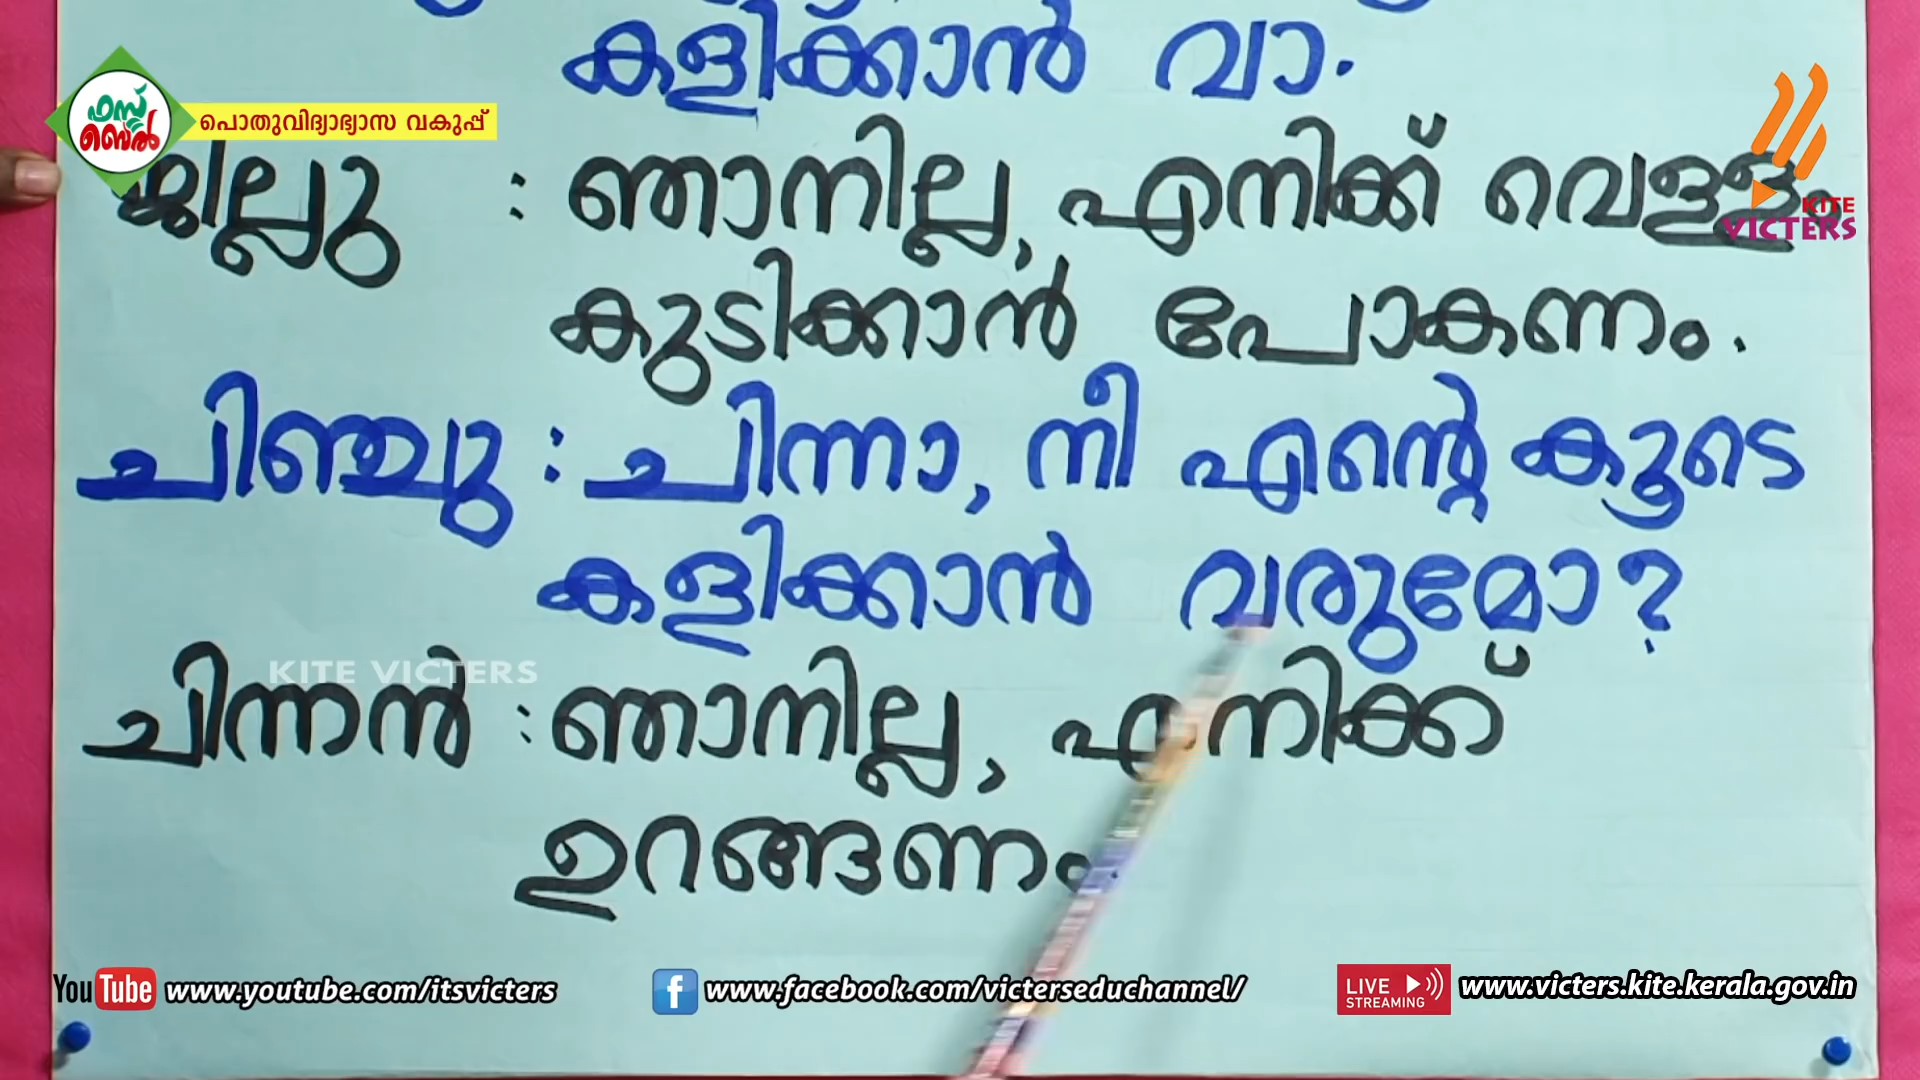 കളിക്കാൻ വാ.
ഫസ്റ്റ് ബെൽ
പൊതുവിദ്യാഭ്യാസ വകുപ്പ്
ജില്ലു : ഞാനില്ല, എനിക്ക് വെള്ളം
KITE VICTERS
കുടിക്കാൻ പോകണം.
ചിഞ്ചു : ചിന്നാ, നീ എന്റെ കൂടെ
കളിക്കാൻ വരുമോ?
KITE VICTERS
ചിന്നൻ : ഞാനില്ല, എനിക്ക്
ഉറങ്ങണം.
YouTube www.youtube.com/itsvicters
f www.facebook.com/victerseduchannel/
LIVE STREAMING www.victers.kite.kerala.gov.in